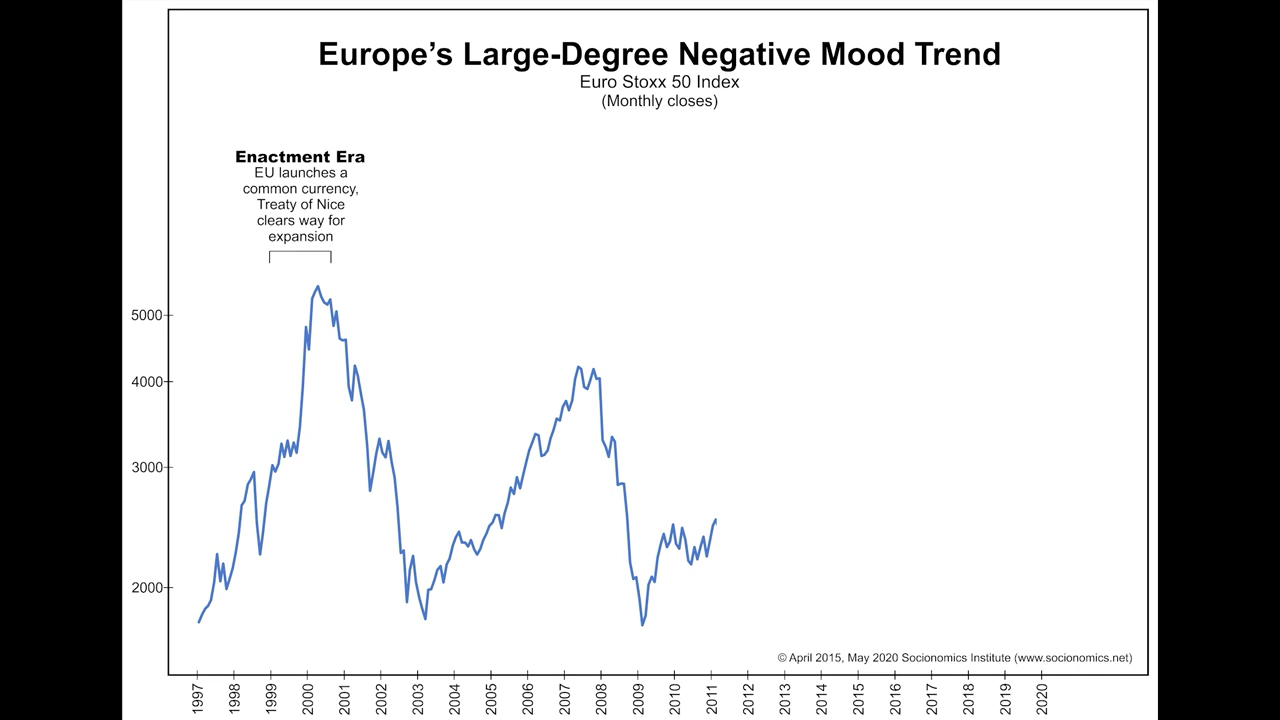 Europe’s Large-Degree Negative Mood Trend
Euro Stoxx 50 Index
(Monthly closes)
Enactment Era
EU launches a
common currency,
Treaty of Nice
clears way for
expansion
5000
4000
3000
2000
© April 2015, May 2020 Socionomics Institute (www.socionomics.net)
1997 1998 1999 2000 2001 2002 2003 2004 2005 2006 2007 2008 2009 2010 2011 2012 2013 2014 2015 2016 2017 2018 2019 2020